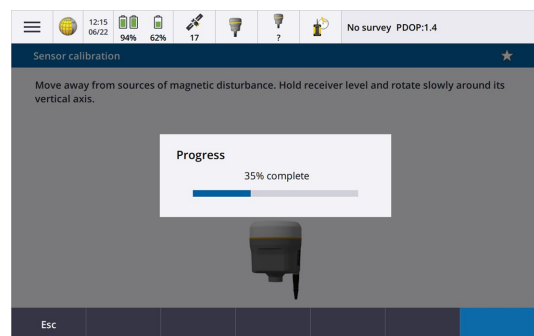 12:15
06/22
94%
62%
17
?
No survey PDOP:1.4
Sensor calibration
Move away from sources of magnetic disturbance. Hold receiver level and rotate slowly around its
vertical axis.
Progress
35% complete
Esc